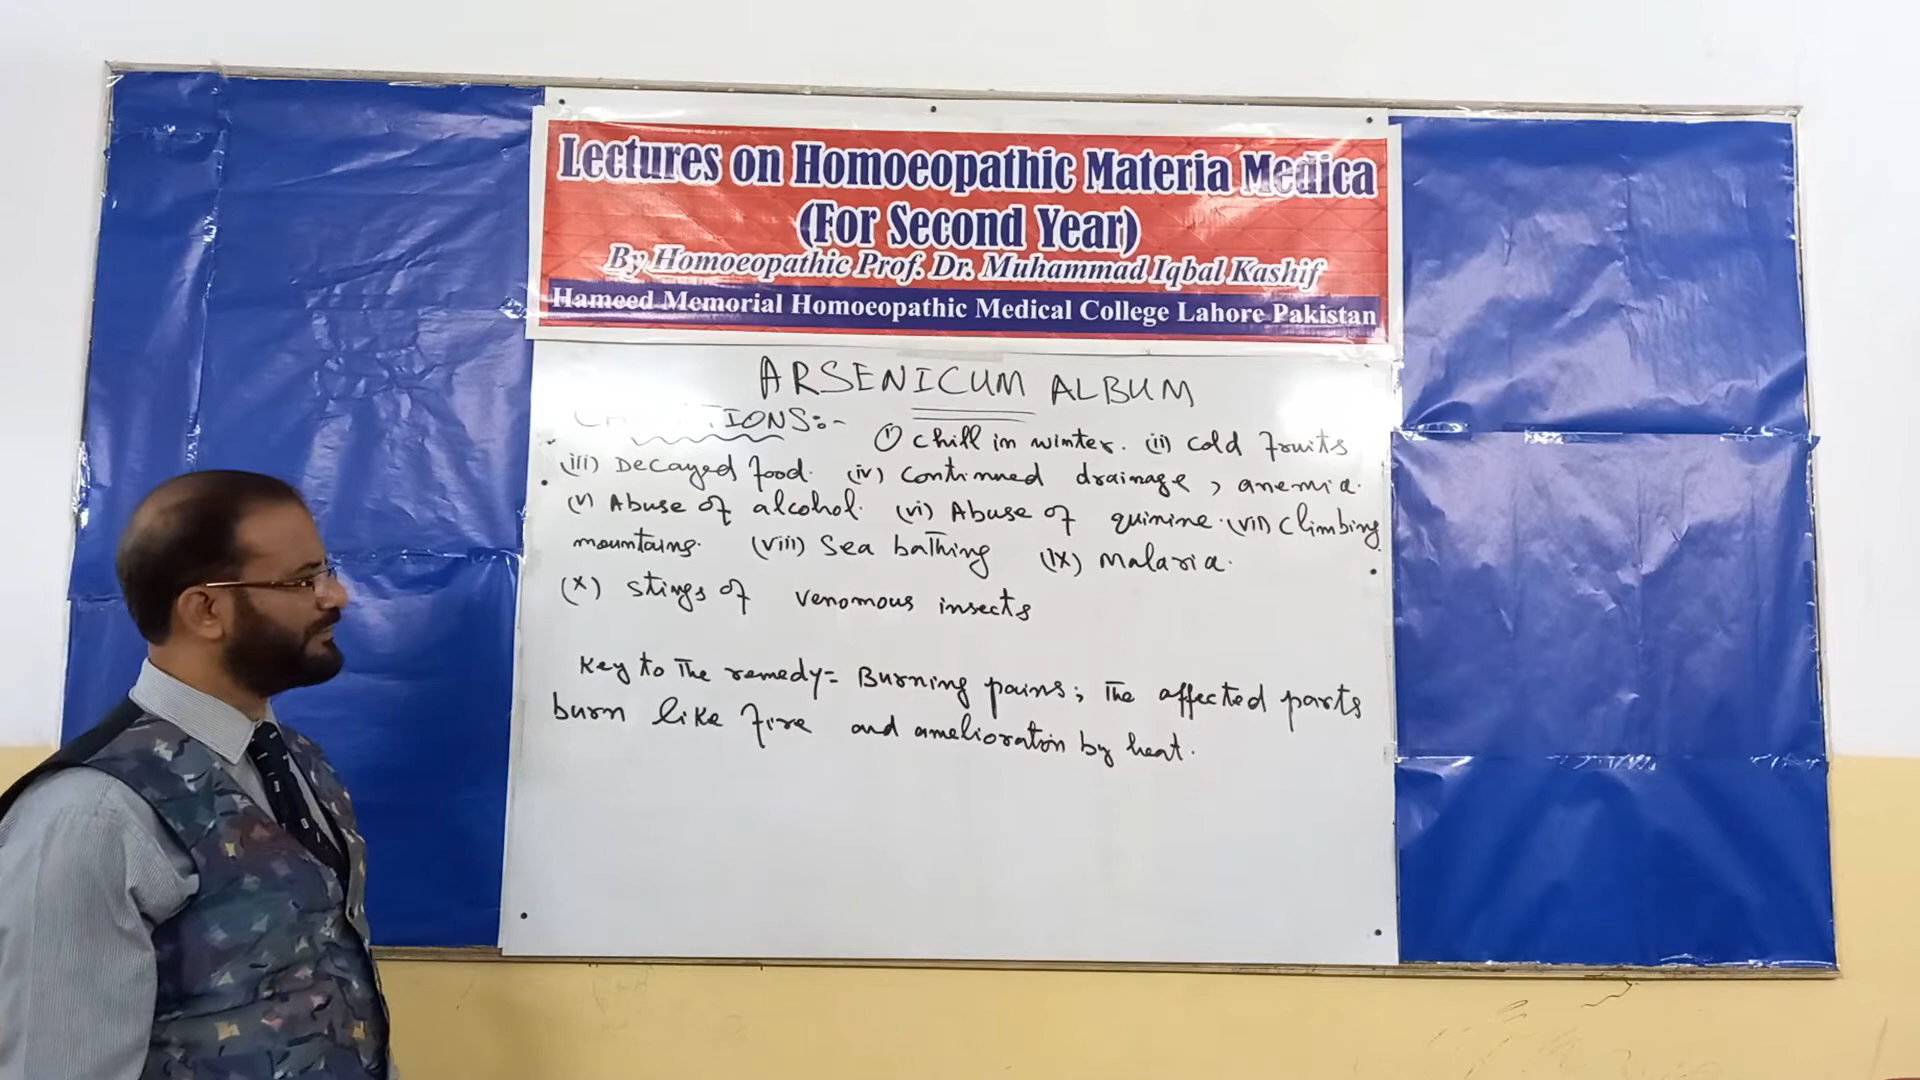 Lectures on Homoeopathic Materia Medica
(For Second Year)
By Homoeopathic Prof. Dr. Muhammad Iqbal Kashif
Hameed Memorial Homoeopathic Medical College Lahore Pakistan
ARSENICUM ALBUM
(i) chill in winter. (ii) cold fruits
(iii) Decayed food. (iv) continued drainage, anemia.
(v) Abuse of alcohol. (vi) Abuse of quinine. (vii) climbing
mountains. (viii) Sea bathing (ix) Malaria.
(x) stings of venomous insects
Key to The remedy = Burning pains; The affected parts
burn like fire and amelioration by heat.